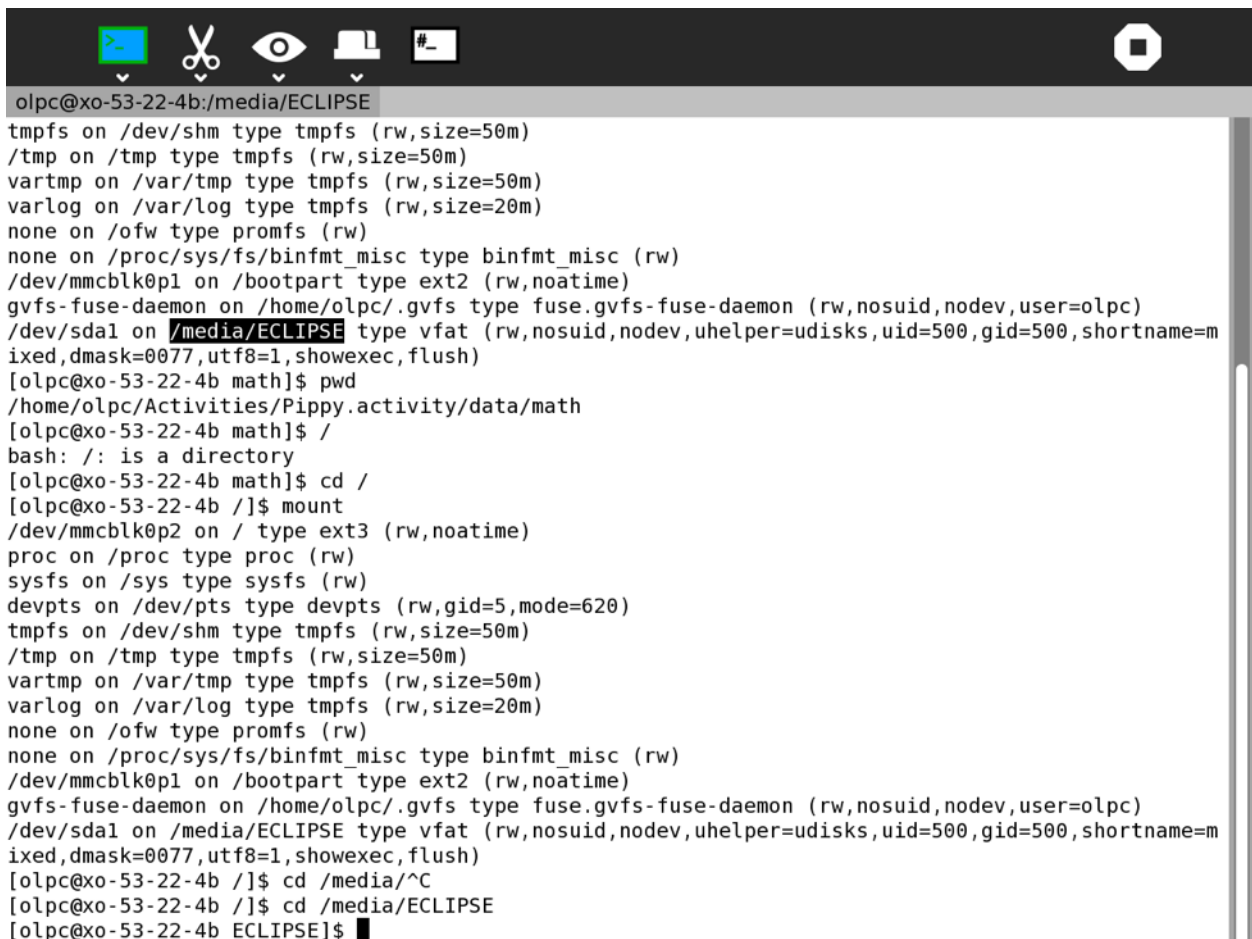 >_
#_
olpc@xo-53-22-4b:/media/ECLIPSE
tmpfs on /dev/shm type tmpfs (rw,size=50m)
/tmp on /tmp type tmpfs (rw,size=50m)
vartmp on /var/tmp type tmpfs (rw,size=50m)
varlog on /var/log type tmpfs (rw,size=20m)
none on /ofw type promfs (rw)
none on /proc/sys/fs/binfmt_misc type binfmt_misc (rw)
/dev/mmcblk0p1 on /bootpart type ext2 (rw,noatime)
gvfs-fuse-daemon on /home/olpc/.gvfs type fuse.gvfs-fuse-daemon (rw,nosuid,nodev,user=olpc)
/dev/sda1 on /media/ECLIPSE type vfat (rw,nosuid,nodev,uhelper=udisks,uid=500,gid=500,shortname=m
ixed,dmask=0077,utf8=1,showexec,flush)
[olpc@xo-53-22-4b math]$ pwd
/home/olpc/Activities/Pippy.activity/data/math
[olpc@xo-53-22-4b math]$ /
bash: /: is a directory
[olpc@xo-53-22-4b math]$ cd /
[olpc@xo-53-22-4b /]$ mount
/dev/mmcblk0p2 on / type ext3 (rw,noatime)
proc on /proc type proc (rw)
sysfs on /sys type sysfs (rw)
devpts on /dev/pts type devpts (rw,gid=5,mode=620)
tmpfs on /dev/shm type tmpfs (rw,size=50m)
/tmp on /tmp type tmpfs (rw,size=50m)
vartmp on /var/tmp type tmpfs (rw,size=50m)
varlog on /var/log type tmpfs (rw,size=20m)
none on /ofw type promfs (rw)
none on /proc/sys/fs/binfmt_misc type binfmt_misc (rw)
/dev/mmcblk0p1 on /bootpart type ext2 (rw,noatime)
gvfs-fuse-daemon on /home/olpc/.gvfs type fuse.gvfs-fuse-daemon (rw,nosuid,nodev,user=olpc)
/dev/sda1 on /media/ECLIPSE type vfat (rw,nosuid,nodev,uhelper=udisks,uid=500,gid=500,shortname=m
ixed,dmask=0077,utf8=1,showexec,flush)
[olpc@xo-53-22-4b /]$ cd /media/^C
[olpc@xo-53-22-4b /]$ cd /media/ECLIPSE
[olpc@xo-53-22-4b ECLIPSE]$